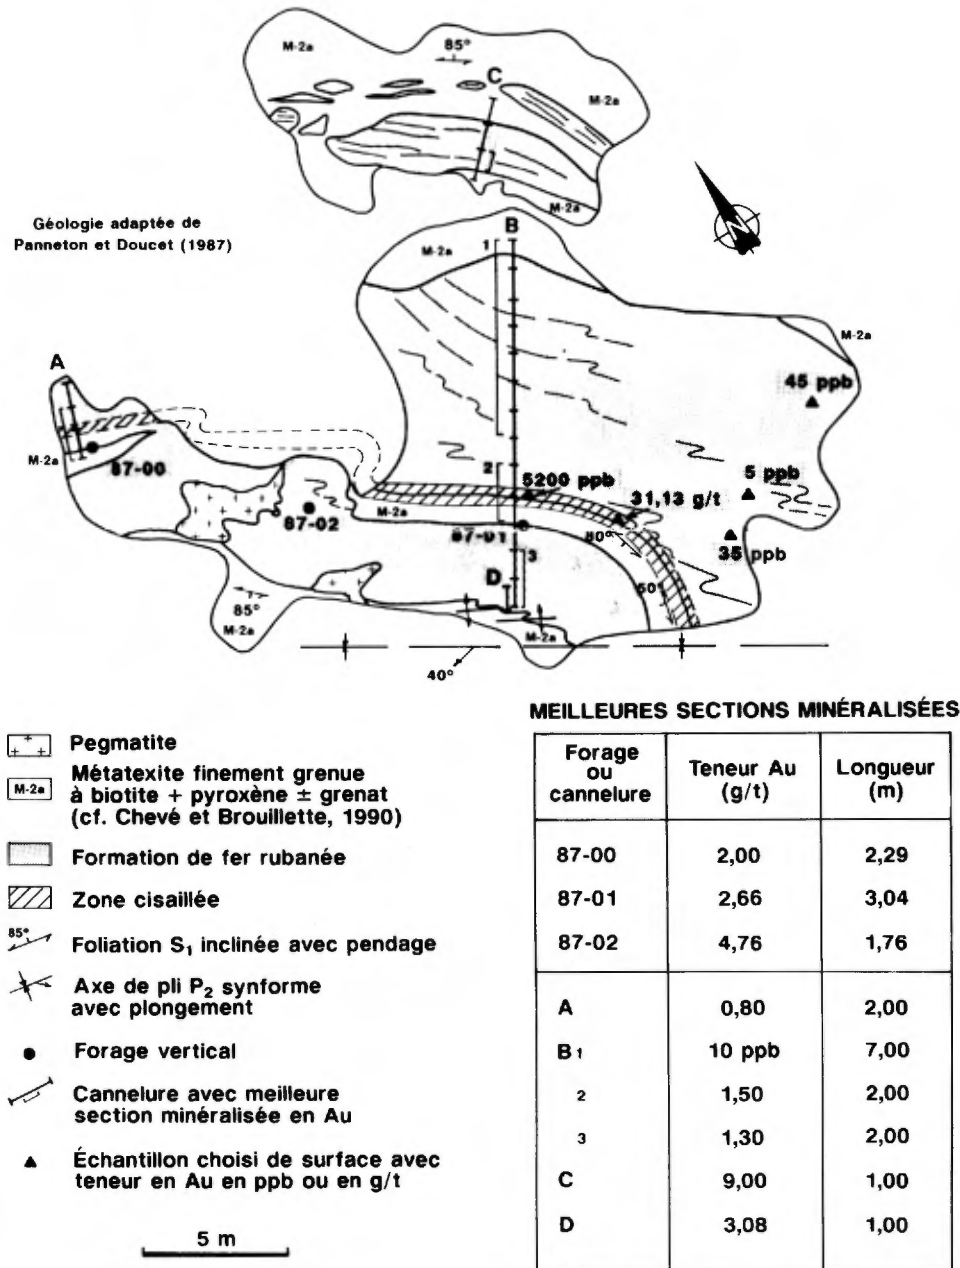 M-2a
85°
C
M-2a
M-2a
Géologie adaptée de
Panneton et Doucet (1987)
N
B
1
M-2a
M-2a
A
45 ppb
M-2a
87-00
2
5200 ppb
5 ppb
31,13 g/t
87-02
M-2a
87-01
80°
35 ppb
3
D
50°
85°
M-2a
M-2a
40°
MEILLEURES SECTIONS MINÉRALISÉES
Pegmatite
M-2a Métatexite finement grenue
à biotite + pyroxène ± grenat
(cf. Chevé et Brouillette, 1990)
Formation de fer rubanée
Zone cisaillée
85° Foliation S₁ inclinée avec pendage
Axe de pli P₂ synforme
avec plongement
Forage vertical
Cannelure avec meilleure
section minéralisée en Au
Échantillon choisi de surface avec
teneur en Au en ppb ou en g/t
5 m
Forage ou cannelure Teneur Au (g/t) Longueur (m)
87-00 2,00 2,29
87-01 2,66 3,04
87-02 4,76 1,76
A 0,80 2,00
B 1 10 ppb 7,00
2 1,50 2,00
3 1,30 2,00
C 9,00 1,00
D 3,08 1,00